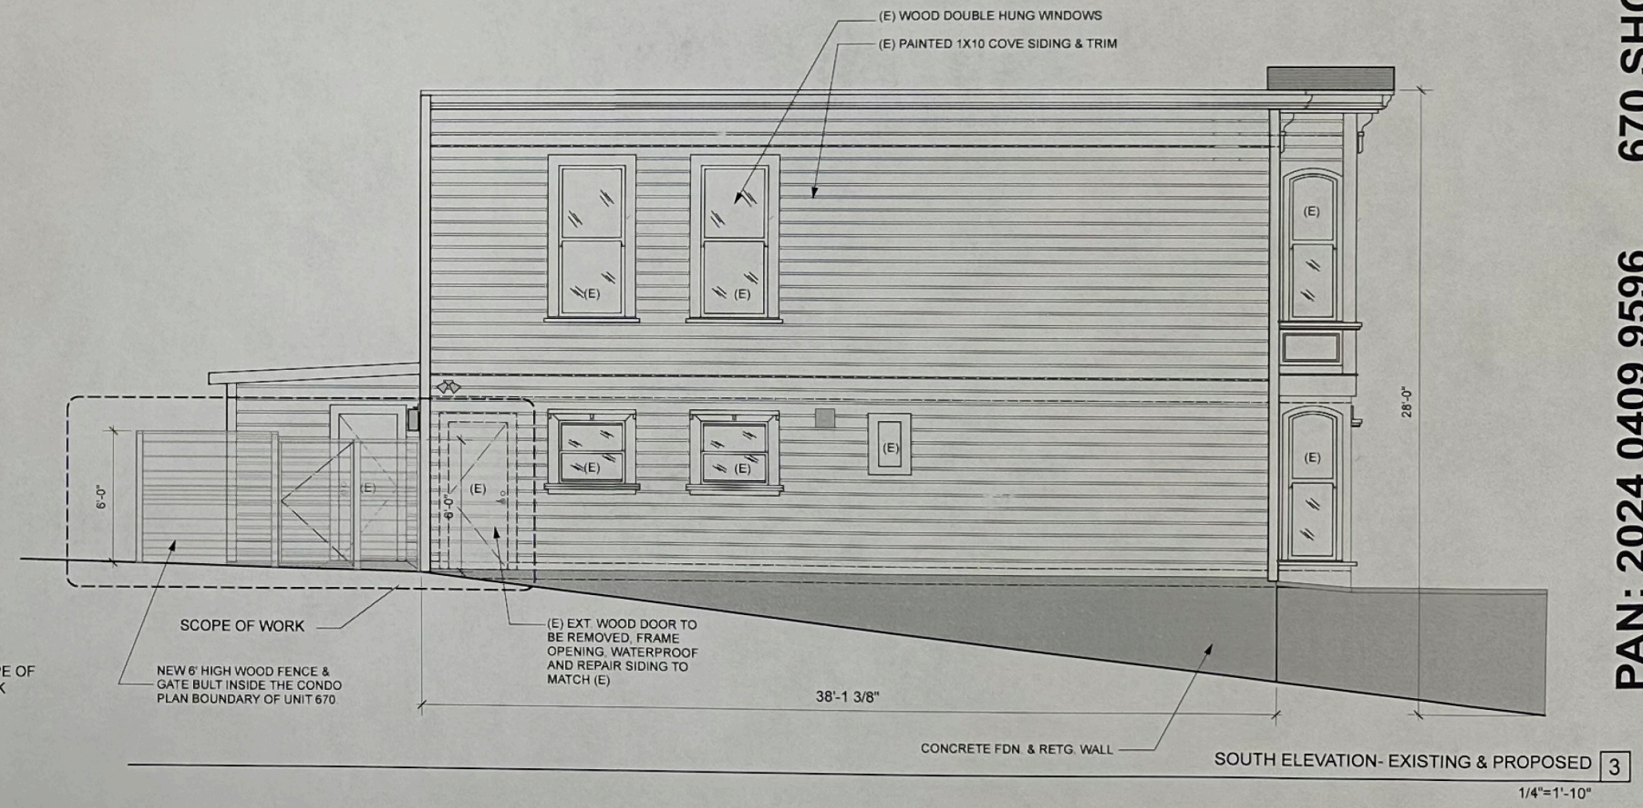 (E) WOOD DOUBLE HUNG WINDOWS
(E) PAINTED 1X10 COVE SIDING & TRIM
(E)
(E)
(E)
28'-0"
6'-0"
(E)
6'-0"
(E)
(E)
(E)
(E)
(E)
SCOPE OF WORK
NEW 6' HIGH WOOD FENCE &
GATE BULT INSIDE THE CONDO
PLAN BOUNDARY OF UNIT 670
(E) EXT. WOOD DOOR TO
BE REMOVED, FRAME
OPENING, WATERPROOF
AND REPAIR SIDING TO
MATCH (E)
38'-1 3/8"
CONCRETE FDN. & RETG. WALL
SOUTH ELEVATION- EXISTING & PROPOSED 3
1/4"=1'-10"
OF
PAN: 2024 0409 9596 670